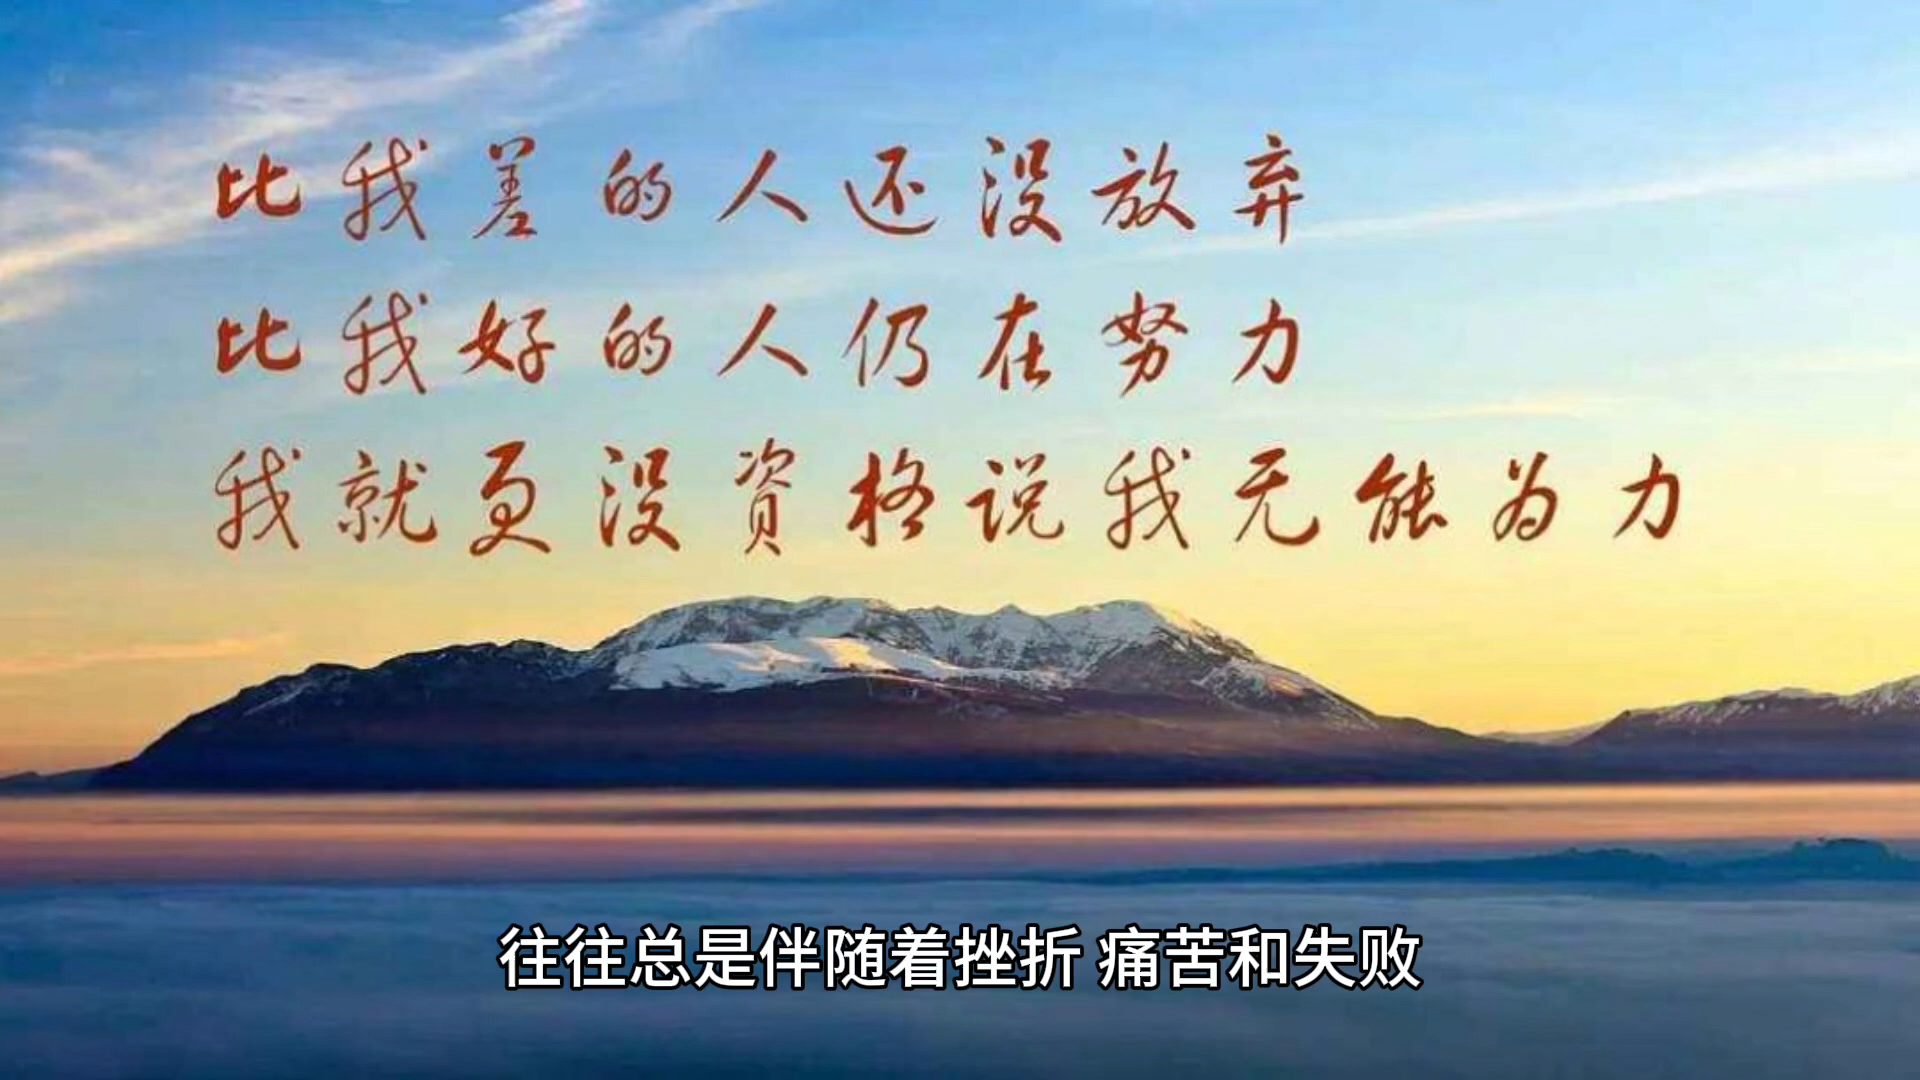 比我差的人还没放弃
比我好的人仍在努力
我就更没資格说我无能为力
往往总是伴随着挫折 痛苦和失败